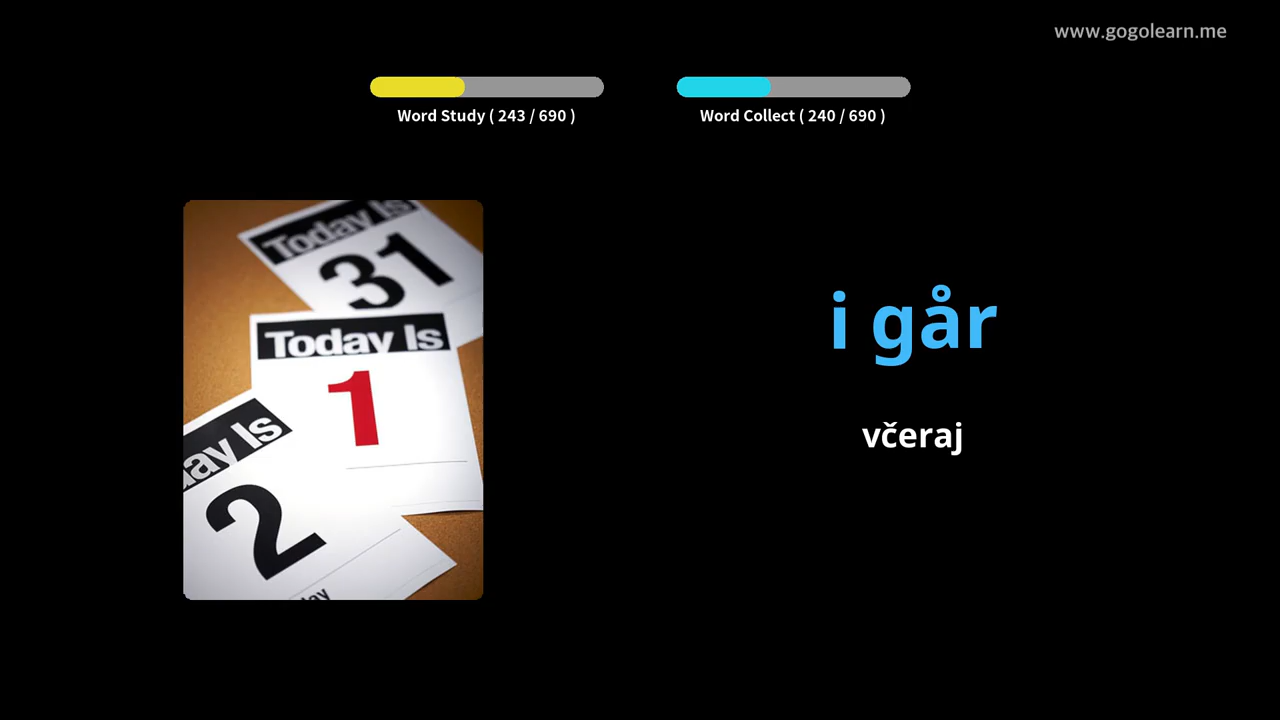 www.gogolearn.me
Word Study ( 243 / 690 )
Word Collect ( 240 / 690 )
Today Is
31
Today Is
1
ay Is
2
ay
i går
včeraj